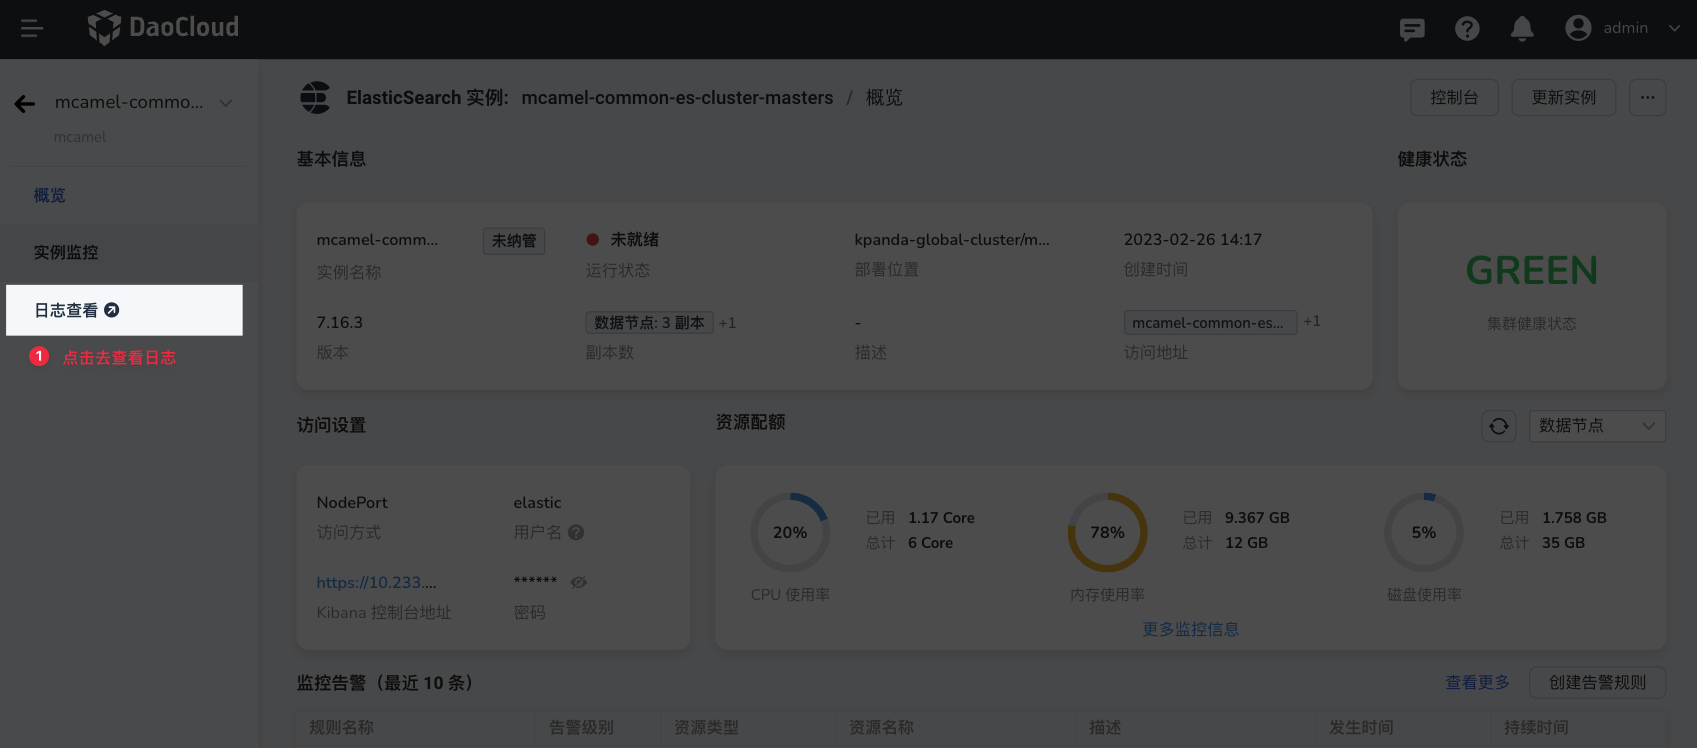 DaoCloud
admin
mcamel-commo...
mcamel
概览
实例监控
日志查看
1 点击去查看日志
ElasticSearch 实例: mcamel-common-es-cluster-masters / 概览
控制台
更新实例
...
基本信息
健康状态
mcamel-comm... 未纳管
实例名称
未就绪
运行状态
kpanda-global-cluster/m...
部署位置
2023-02-26 14:17
创建时间
7.16.3
版本
数据节点: 3 副本 +1
副本数
-
描述
mcamel-common-es... +1
访问地址
GREEN
集群健康状态
访问设置
资源配额
数据节点
NodePort
访问方式
elastic
用户名
https://10.233....
Kibana 控制台地址
******
密码
20%
已用 1.17 Core
总计 6 Core
CPU 使用率
78%
已用 9.367 GB
总计 12 GB
内存使用率
5%
已用 1.758 GB
总计 35 GB
磁盘使用率
更多监控信息
监控告警（最近 10 条）
查看更多
创建告警规则
规则名称 告警级别 资源类型 资源名称 描述 发生时间 持续时间